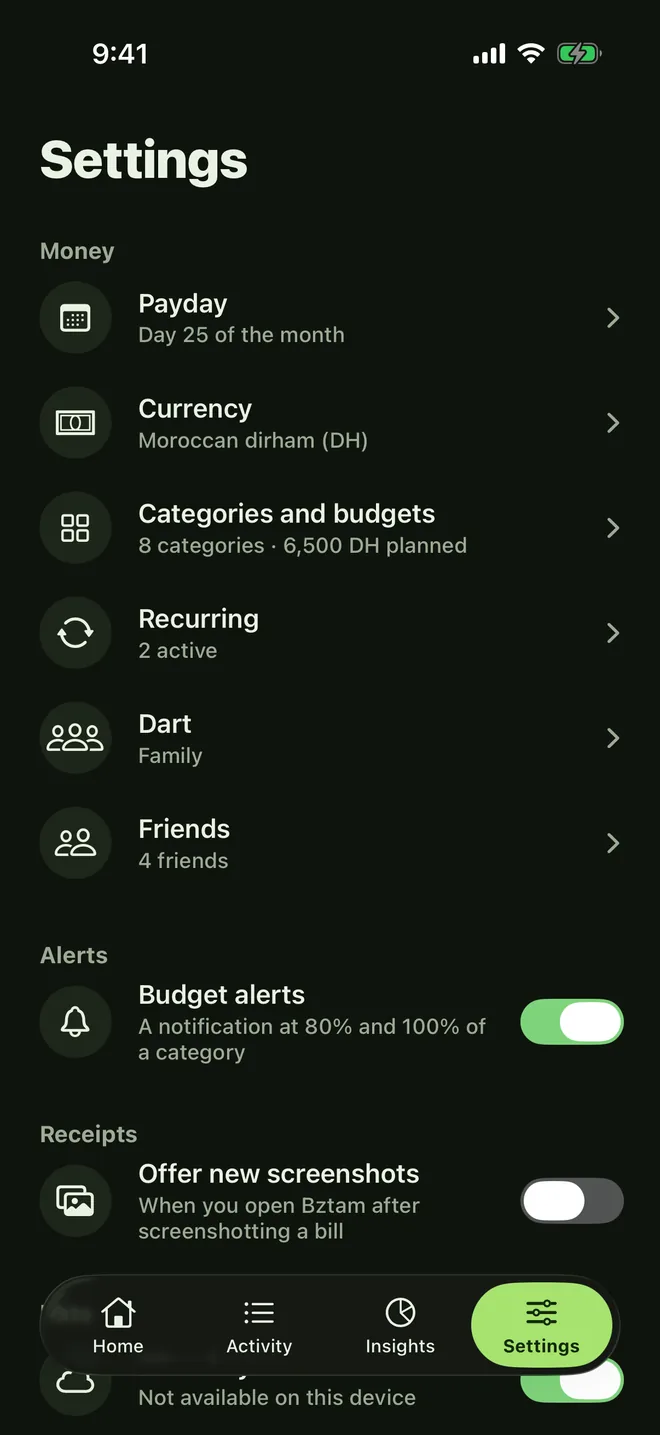 9:41
Settings
Money
Payday
Day 25 of the month
Currency
Moroccan dirham (DH)
Categories and budgets
8 categories · 6,500 DH planned
Recurring
2 active
Dart
Family
Friends
4 friends
Alerts
Budget alerts
A notification at 80% and 100% of
a category
Receipts
Offer new screenshots
When you open Bztam after
screenshotting a bill
Home
Activity
Insights
Settings
Not available on this device